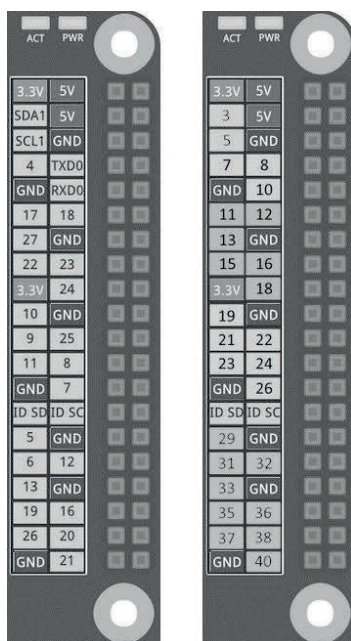 ACT PWR
3.3V 5V
SDA1 5V
SCL1 GND
4 TXD0
GND RXD0
17 18
27 GND
22 23
3.3V 24
10 GND
9 25
11 8
GND 7
ID SD ID SC
5 GND
6 12
13 GND
19 16
26 20
GND 21
ACT PWR
3.3V 5V
3 5V
5 GND
7 8
GND 10
11 12
13 GND
15 16
3.3V 18
19 GND
21 22
23 24
GND 26
ID SD ID SC
29 GND
31 32
33 GND
35 36
37 38
GND 40